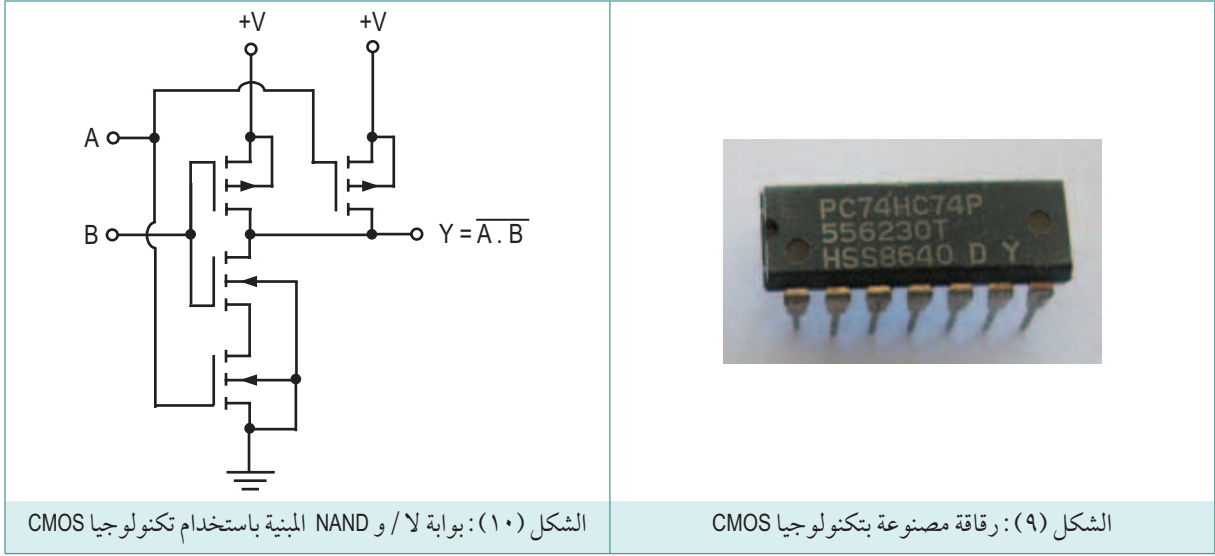 +V
+V
A
B
Y = A . B
PC74HC74P
556230T
HSS8640 D Y
الشكل (٩) : رقاقة مصنوعة بتكنولوجيا CMOS
الشكل (١٠) : بوابة لا / و NAND المبنية باستخدام تكنولوجيا CMOS